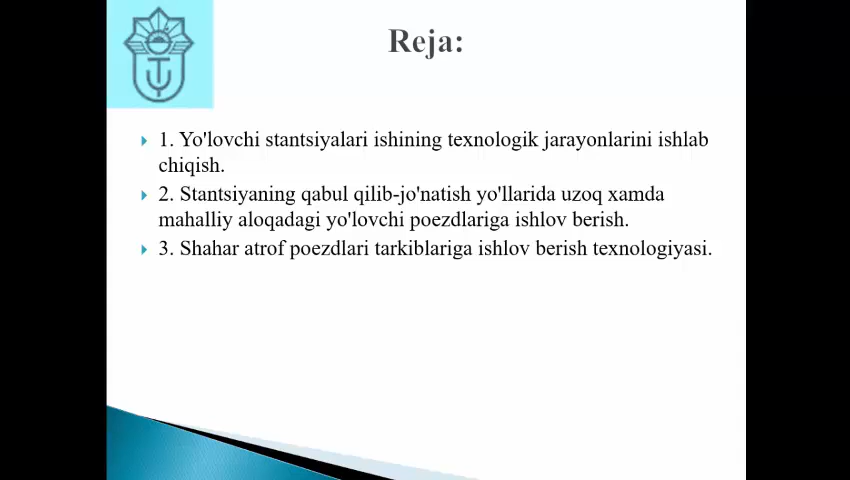 Reja:
1. Yo'lovchi stantsiyalari ishining texnologik jarayonlarini ishlab
chiqish.
2. Stantsiyaning qabul qilib-jo'natish yo'llarida uzoq xamda
mahalliy aloqadagi yo'lovchi poezdlariga ishlov berish.
3. Shahar atrof poezdlari tarkiblariga ishlov berish texnologiyasi.